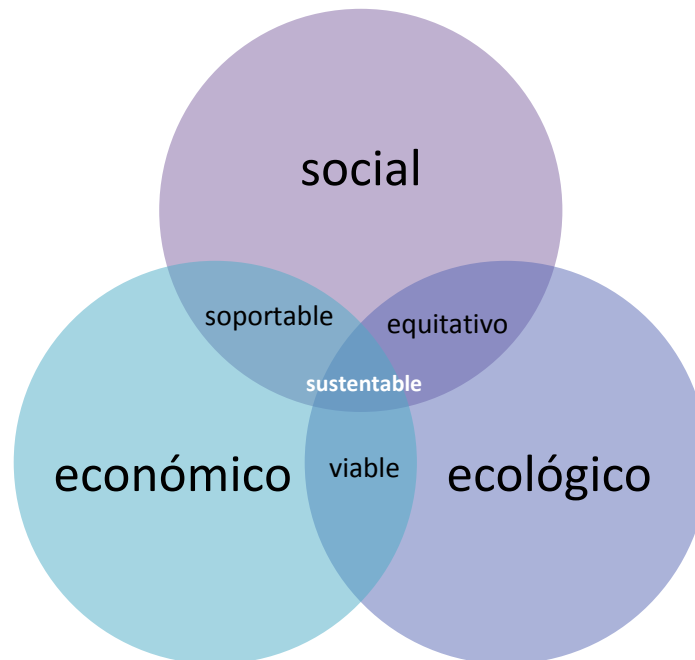 social
soportable
equitativo
sustentable
económico
viable
ecológico